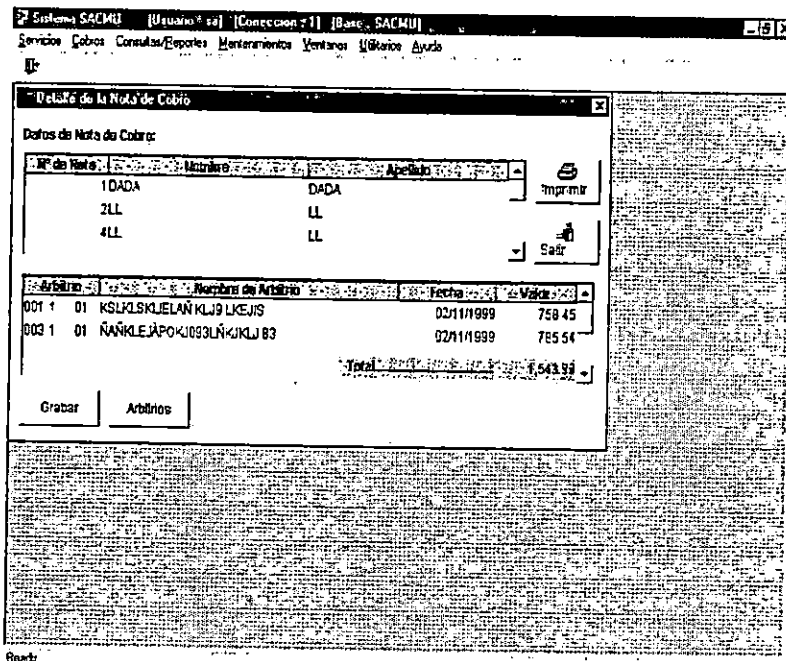 Sistema SACMU [Usuario * sa] [Coneccion : 1] [Base . SACMU]
Servicios Cobros Consultas/Reportes Mantenimientos Ventanas Utilitarios Ayuda
Detalle de la Nota de Cobro
Datos de Nota de Cobro:
Nº de Nota Nombre Apellido
1 DADA DADA
Imprimir
2 LL LL
4 LL LL
Salir
Arbitrio Nombre de Arbitrio Fecha Valor
001 1 01 KSLKLSKLJELAÑ KLJ9 LKEJIS 02/11/1999 758 45
003 1 01 ÑAÑKLEJÀPOKJ093LÑKJKLJ 83 02/11/1999 785 54
Total 1,543.99
Grabar Arbitrios
Ready